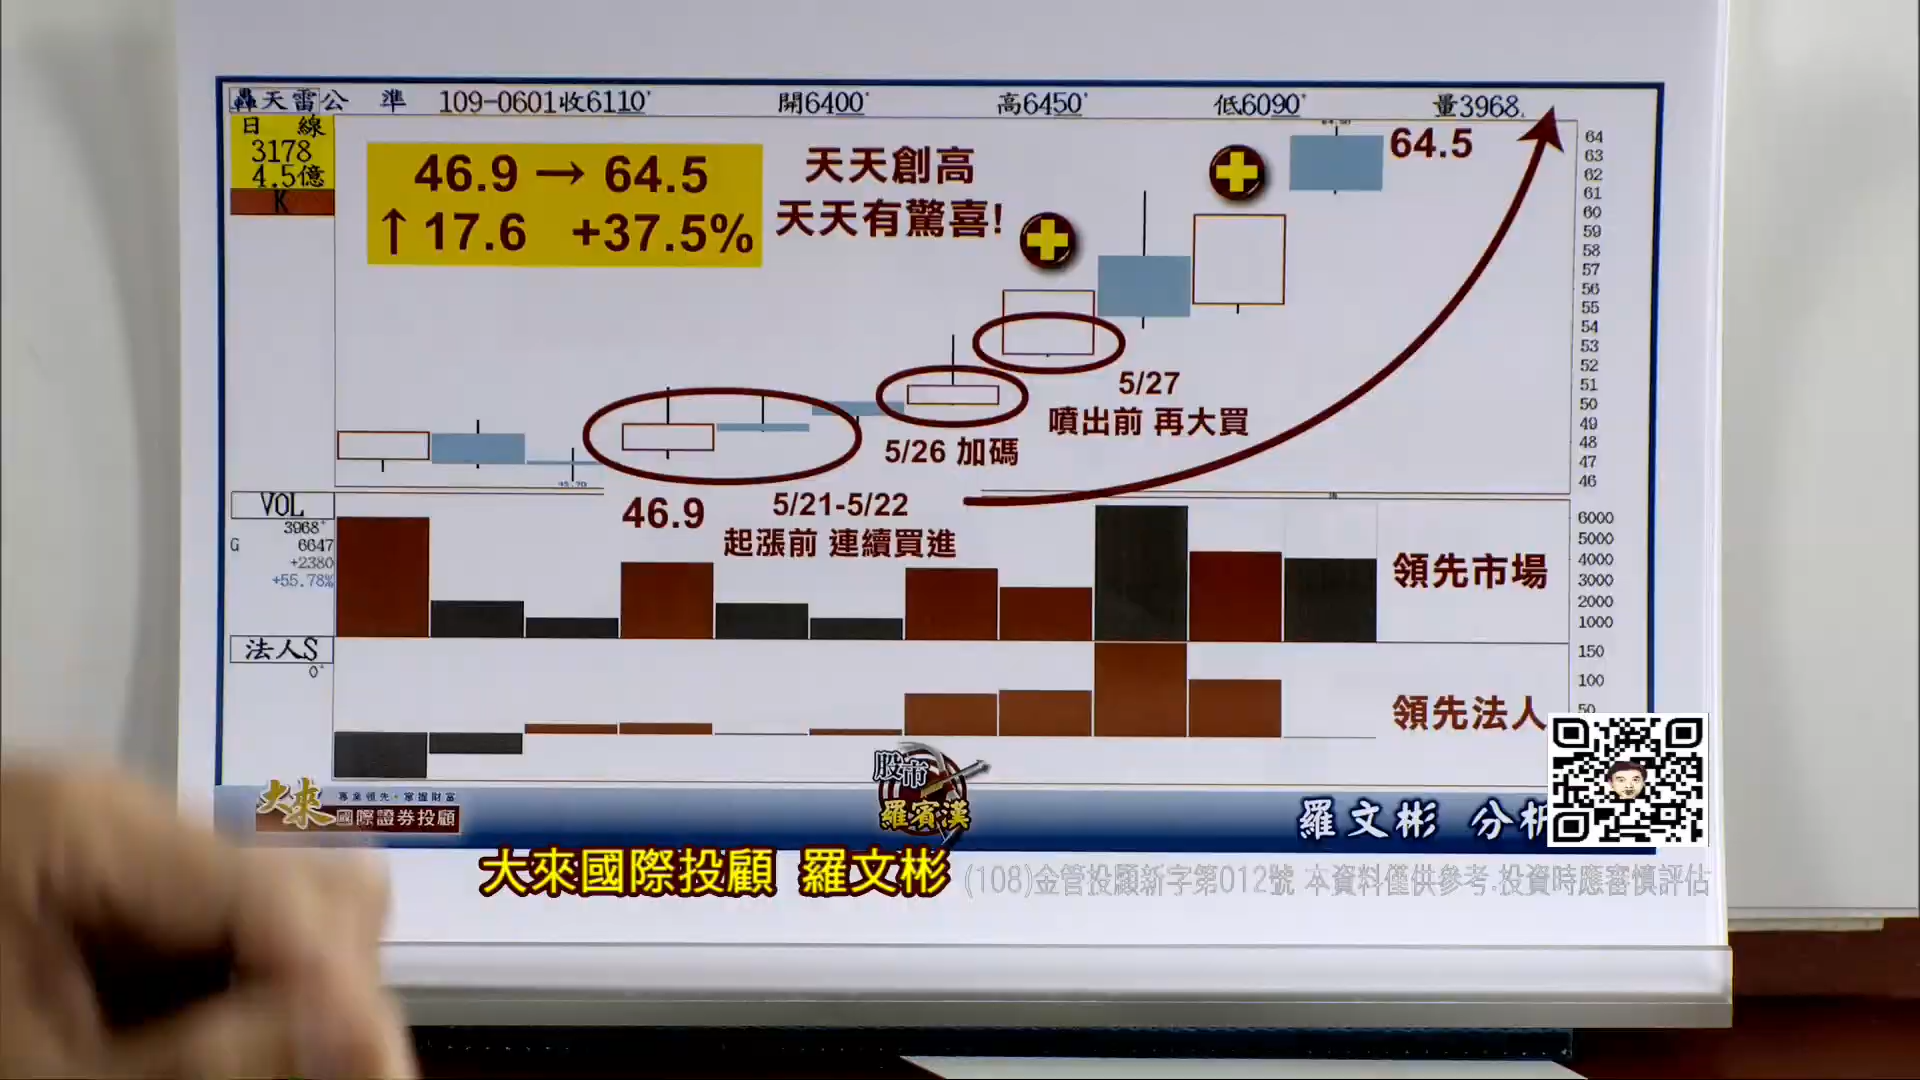 轟天雷公 準 109-0601收6110' 開6400' 高6450' 低6090' 量3968
日 線
3178
4.5億
K
46.9→64.5
↑17.6 +37.5%
天天創高
天天有驚喜!
64.5
64
63
62
61
60
59
58
57
56
55
54
53
52
51
50
49
48
47
46
5/27
噴出前 再大買
5/26 加碼
46.9
5/21-5/22
起漲前 連續買進
VOL
3968
G 6647
+2380
+55.78%
6000
5000
4000
3000
2000
1000
領先市場
法人S
0
150
100
50
領先法人
大來
專業領先·掌握財富
國際證券投顧
股市
羅賓漢
羅文彬 分析
大來國際投顧 羅文彬
(108)金管投顧新字第012號 本資料僅供參考.投資時應審慎評估